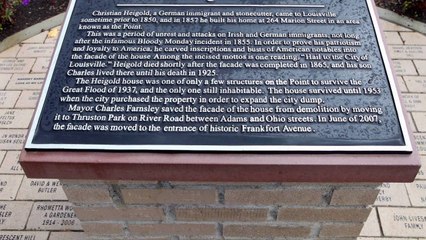 Christian Heigold, a German immigrant and stonecutter, came to Louisville
sometime prior to 1850, and in 1857 he built his home at 264 Marion Street in an area
known as the Point.
This was a period of unrest and attacks on Irish and German immigrants; not long
after the infamous Bloody Monday incident in 1855. In order to prove his patriotism
and loyalty to America, he carved inscriptions and busts of American notables into
the facade of the house. Among the incised mottos is one reading, "Hail to the City of
Louisville." Heigold died shortly after the facade was completed in 1865, and his son
Charles lived there until his death in 1925.
The Heigold house was one of only a few structures on the Point to survive the
Great Flood of 1937, and the only one still inhabitable. The house survived until 1953
when the city purchased the property in order to expand the city dump.
Mayor Charles Farnsley saved the facade of the house from demolition by moving
it to Thruston Park on River Road between Adams and Ohio streets. In June of 2007,
the facade was moved to the entrance of historic Frankfort Avenue.
DAVID & WE
BUTLER
RHOMETTA W
A GARDENE
1914 - 2006
CRESCENT HILL
JOHN